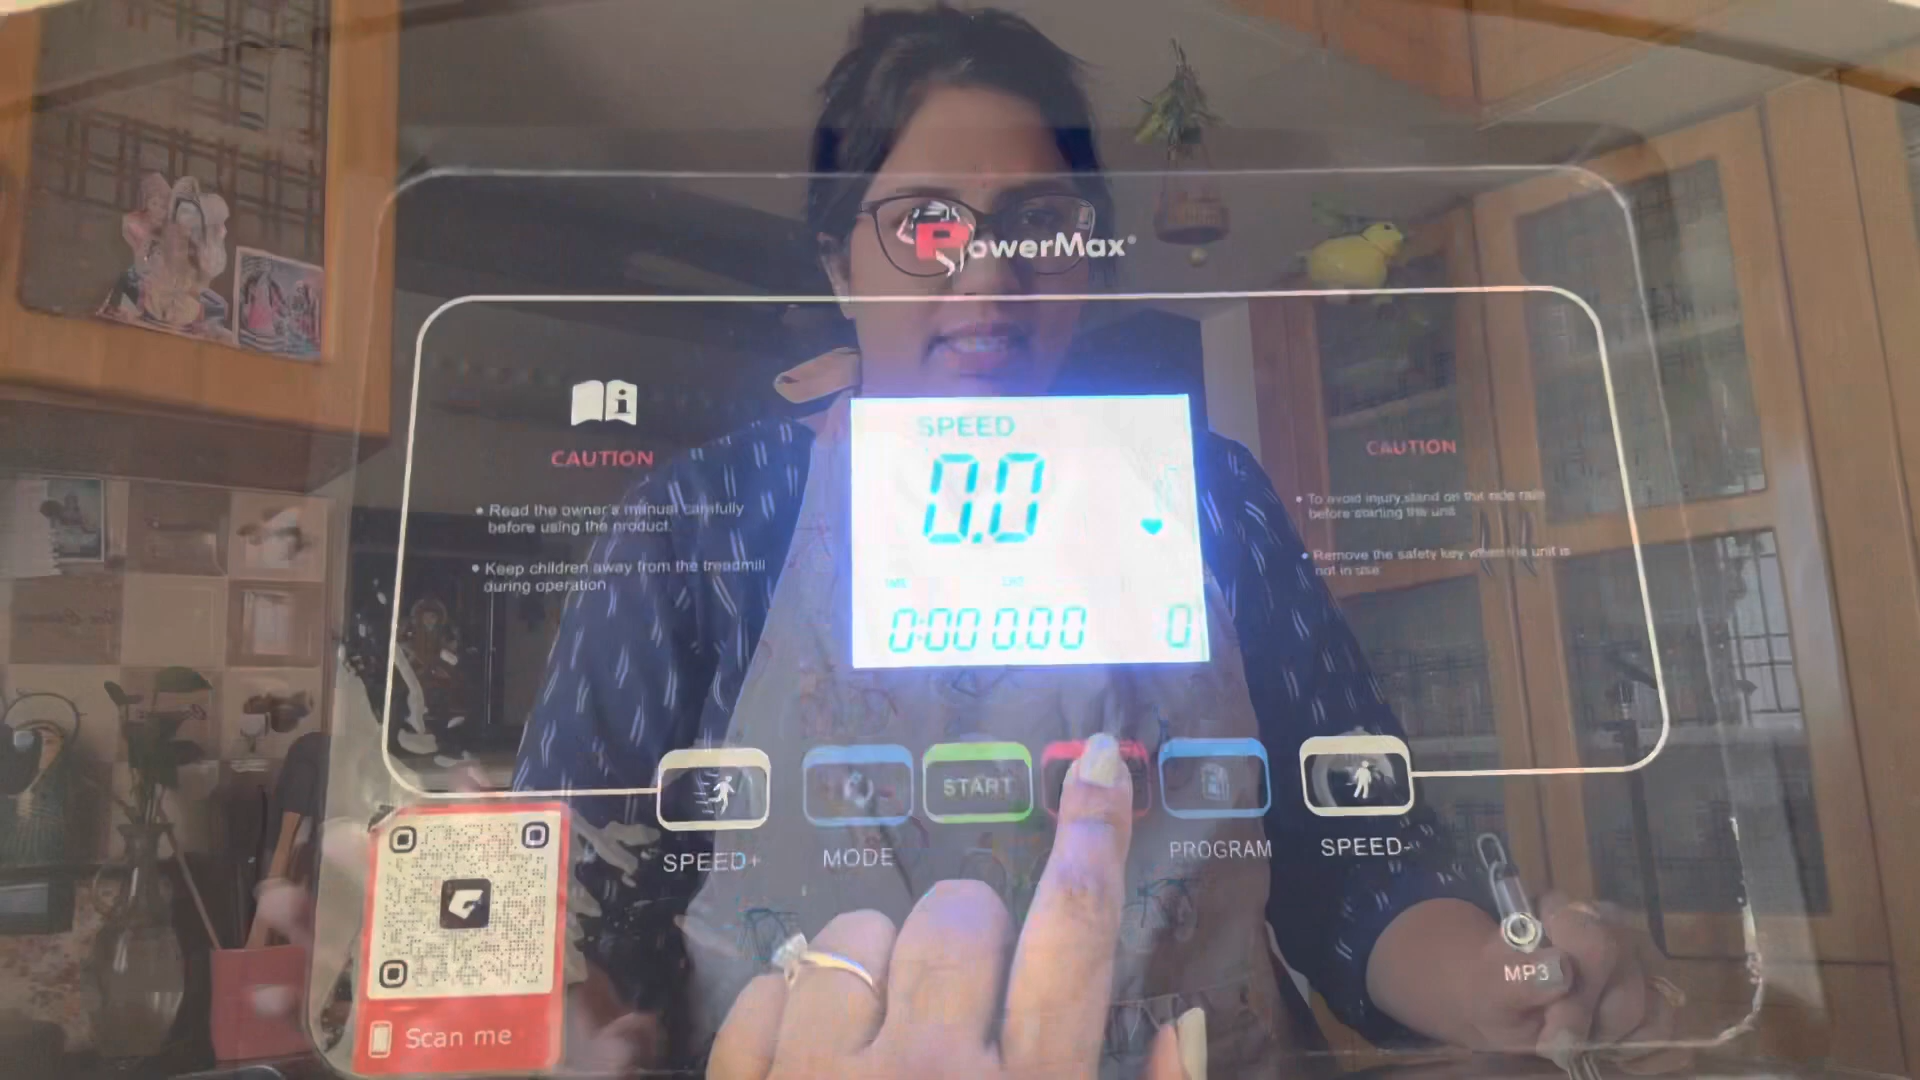 PowerMax®
CAUTION
• Read the owner's manual carefully
before using the product.
• Keep children away from the treadmill
during operation
SPEED
0.0
0:00 0.00 0
CAUTION
• To avoid injury,stand on the side rails
before starting the unit
• Remove the safety key when the unit is
not in use
START
SPEED+
MODE
PROGRAM
SPEED-
Scan me
MP3